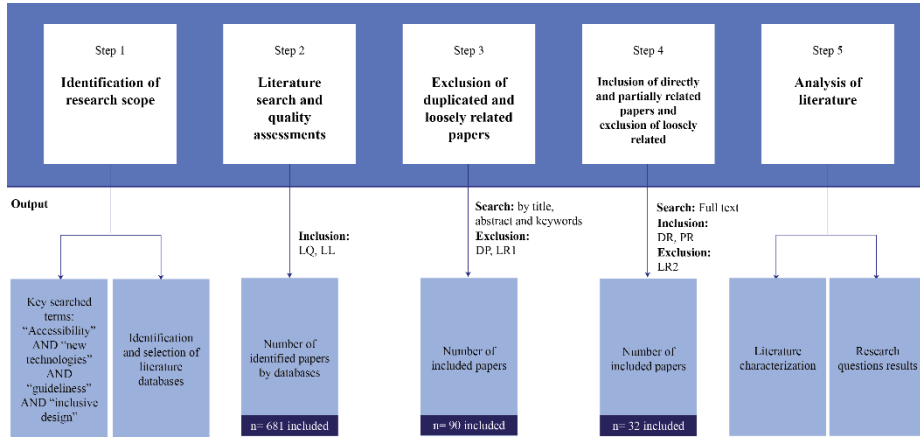 Step 1
Identification of
research scope
Step 2
Literature
search and
quality
assessments
Step 3
Exclusion of
duplicated and
loosely related
papers
Step 4
Inclusion of directly
and partially related
papers and
exclusion of loosely
related
Step 5
Analysis of
literature
Output
Inclusion:
LQ, LL
Search: by title,
abstract and keywords
Exclusion:
DP, LR1
Search: Full text
Inclusion:
DR, PR
Exclusion:
LR2
Key searched
terms:
“Accessibility”
AND “new
technologies”
AND
“guideliness”
AND “inclusive
design”
Identification
and selection of
literature
databases
Number of
identified papers
by databases
n= 681 included
Number of
included papers
n= 90 included
Number of
included papers
n= 32 included
Literature
characterization
Research
questions results